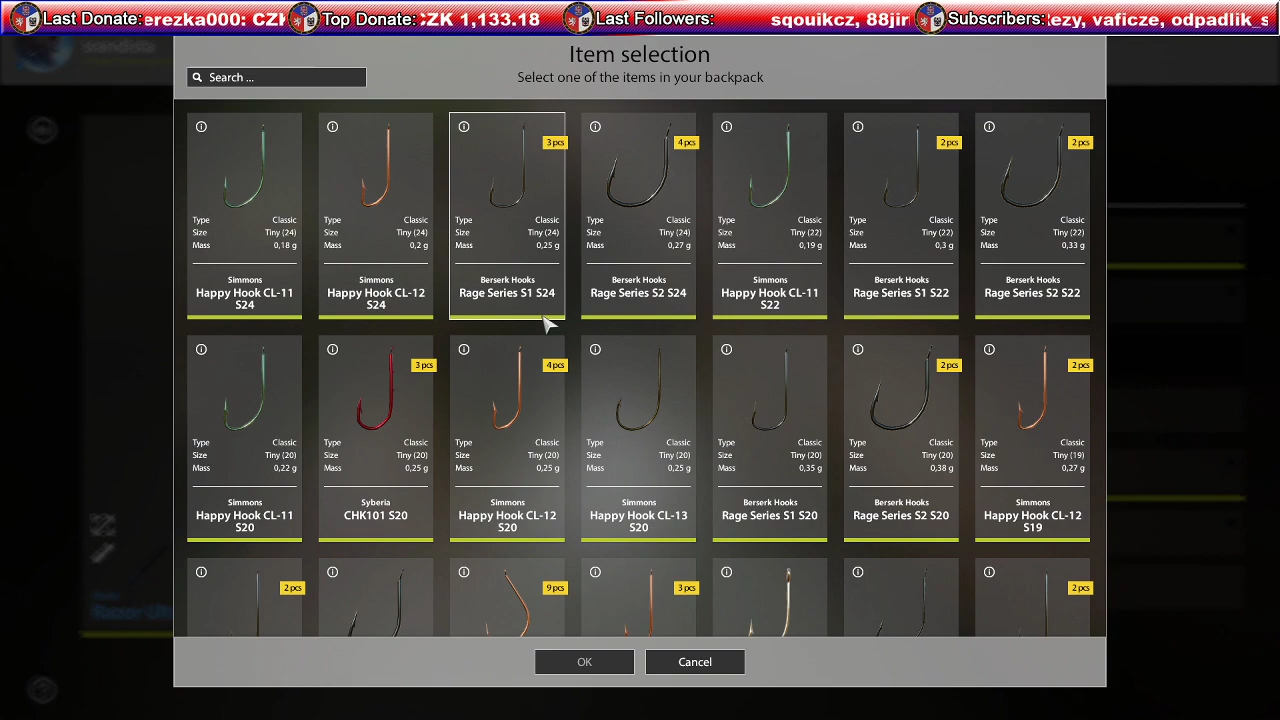 Last Donate: erezka000: CZK Top Donate: CZK 1,133.18 Last Followers: sqouikcz, 88jir Subscribers: ezy, vaficze, odpadlik_s
Item selection
Search ...
Select one of the items in your backpack
3 pcs 4 pcs 2 pcs 2 pcs
Type Classic Type Classic Type Classic Type Classic Type Classic Type Classic Type Classic
Size Tiny (24) Size Tiny (24) Size Tiny (24) Size Tiny (24) Size Tiny (22) Size Tiny (22) Size Tiny (22)
Mass 0,18 g Mass 0,2 g Mass 0,25 g Mass 0,27 g Mass 0,19 g Mass 0,3 g Mass 0,33 g
Simmons Simmons Berserk Hooks Berserk Hooks Simmons Berserk Hooks Berserk Hooks
Happy Hook CL-11 Happy Hook CL-12 Rage Series S1 S24 Rage Series S2 S24 Happy Hook CL-11 Rage Series S1 S22 Rage Series S2 S22
S24 S24 S22
3 pcs 4 pcs 2 pcs 2 pcs
Type Classic Type Classic Type Classic Type Classic Type Classic Type Classic Type Classic
Size Tiny (20) Size Tiny (20) Size Tiny (20) Size Tiny (20) Size Tiny (20) Size Tiny (20) Size Tiny (19)
Mass 0,22 g Mass 0,25 g Mass 0,25 g Mass 0,25 g Mass 0,35 g Mass 0,38 g Mass 0,27 g
Simmons Syberia Simmons Simmons Berserk Hooks Berserk Hooks Simmons
Happy Hook CL-11 CHK101 S20 Happy Hook CL-12 Happy Hook CL-13 Rage Series S1 S20 Rage Series S2 S20 Happy Hook CL-12
S20 S20 S20 S19
2 pcs 9 pcs 3 pcs 2 pcs
OK Cancel